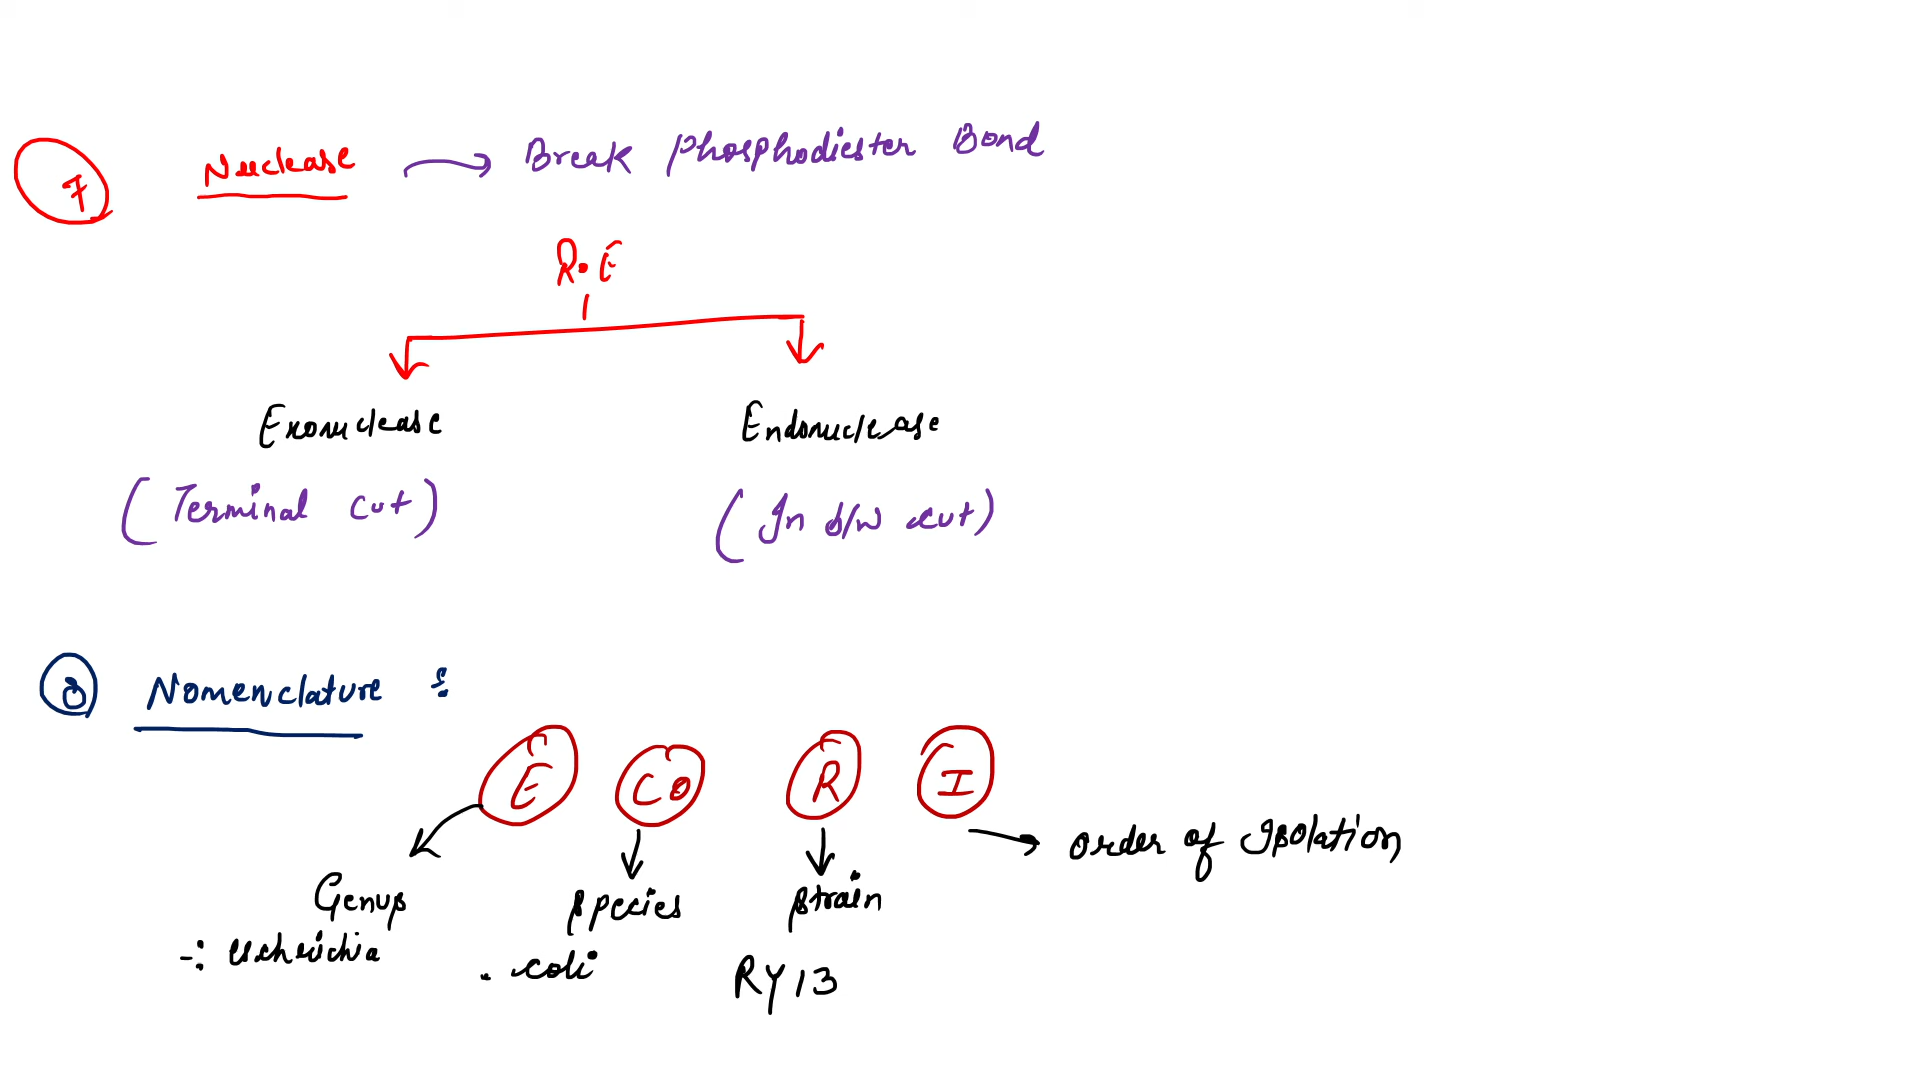 7 Nuclease → Break Phosphodiester Bond
R.E
Exonuclease Endonuclease
(Terminal cut) (In b/w cut)
8 Nomenclature :
E Co R I
→ order of Isolation
Genus species strain
-: escherichia . coli RY13